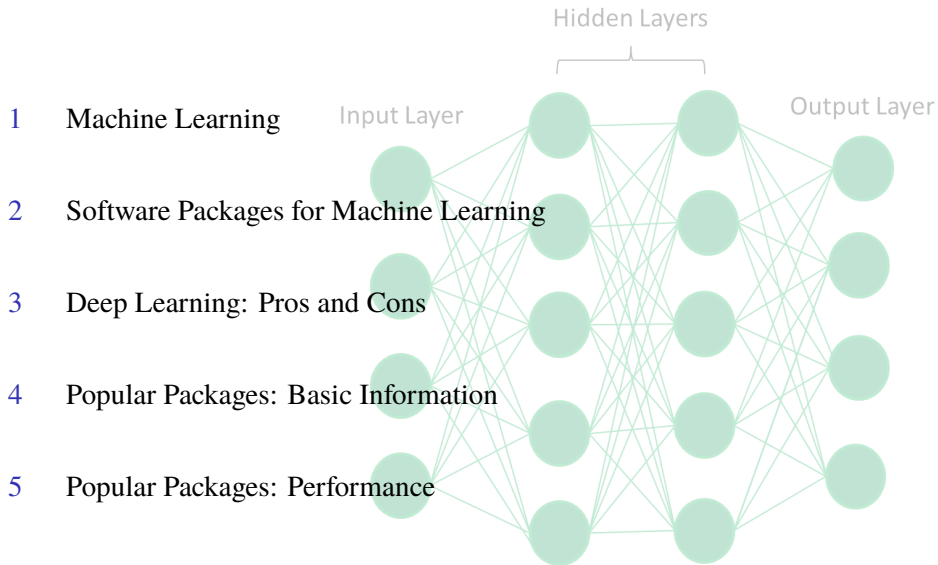 Hidden Layers
Input Layer
Output Layer
1 Machine Learning
2 Software Packages for Machine Learning
3 Deep Learning: Pros and Cons
4 Popular Packages: Basic Information
5 Popular Packages: Performance